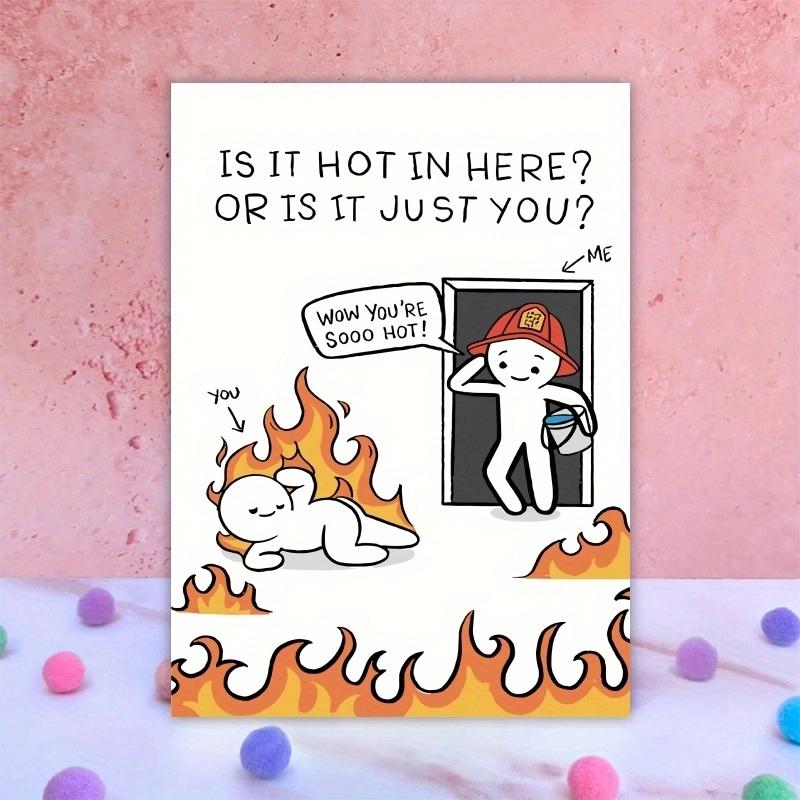 IS IT HOT IN HERE?
OR IS IT JUST YOU?
ME
WOW YOU'RE
SOOO HOT!
YOU